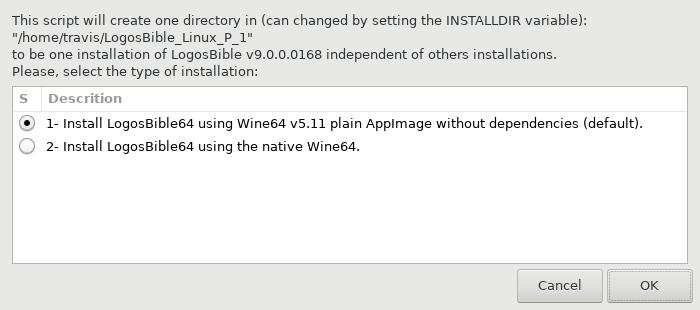 This script will create one directory in (can changed by setting the INSTALLDIR variable):
"/home/travis/LogosBible_Linux_P_1"
to be one installation of LogosBible v9.0.0.0168 independent of others installations.
Please, select the type of installation:
S Descrition
1- Install LogosBible64 using Wine64 v5.11 plain AppImage without dependencies (default).
2- Install LogosBible64 using the native Wine64.
Cancel OK